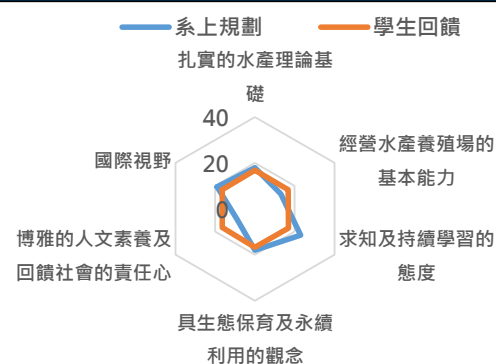 系上規劃 學生回饋
扎實的水產理論基
礎
40
經營水產養殖場的
基本能力
國際視野
20
0
博雅的人文素養及
回饋社會的責任心
求知及持續學習的
態度
具生態保育及永續
利用的觀念